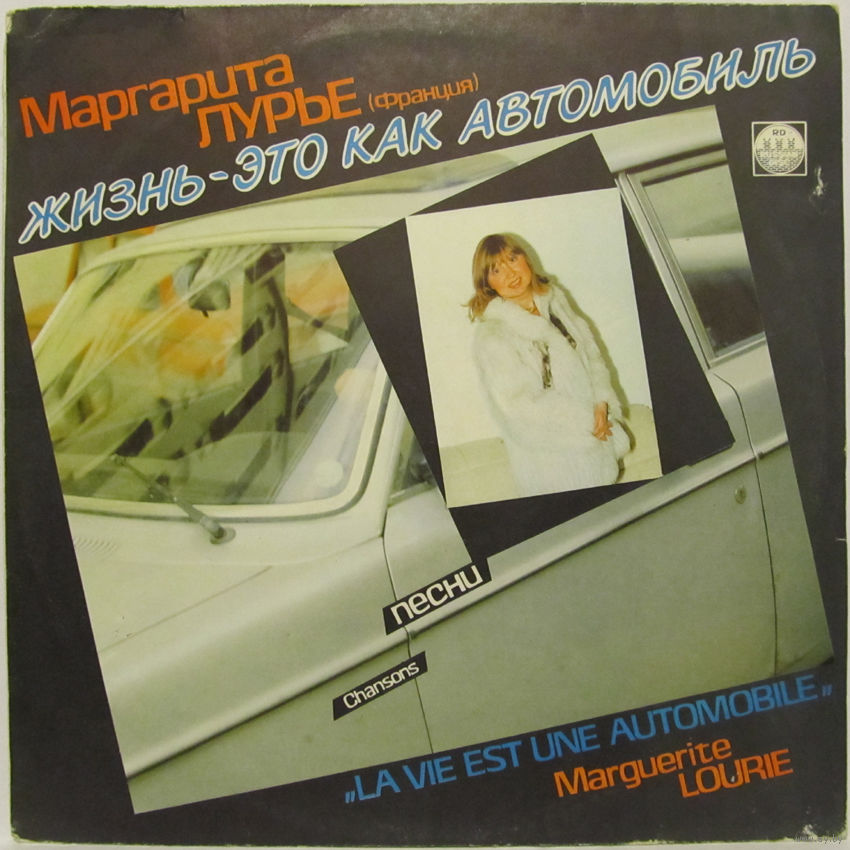 Маргарита
ЛУРЬЕ (Франция)
ЖИЗНЬ-ЭТО КАК АВТОМОБИЛЬ
RD
песни
Chansons
„LA VIE EST UNE AUTOMOBILE„
Marguerite
LOURIE